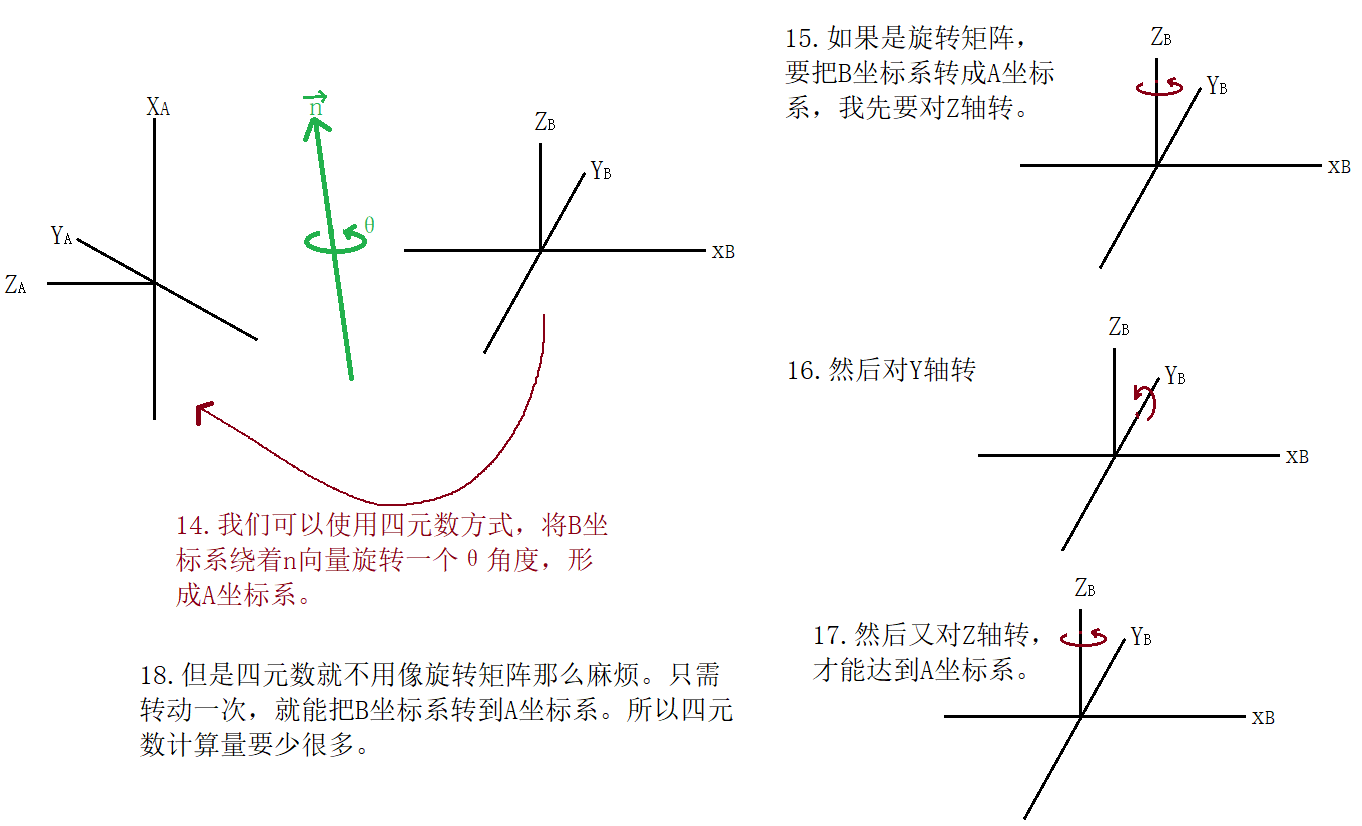 XA
YA
ZA
n
θ
ZB
YB
xB
14.我们可以使用四元数方式，将B坐
标系绕着n向量旋转一个θ角度，形
成A坐标系。
18.但是四元数就不用像旋转矩阵那么麻烦。只需
转动一次，就能把B坐标系转到A坐标系。所以四元
数计算量要少很多。
15.如果是旋转矩阵，
要把B坐标系转成A坐标
系，我先要对Z轴转。
ZB
YB
xB
16.然后对Y轴转
ZB
YB
xB
17.然后又对Z轴转，
才能达到A坐标系。
ZB
YB
xB